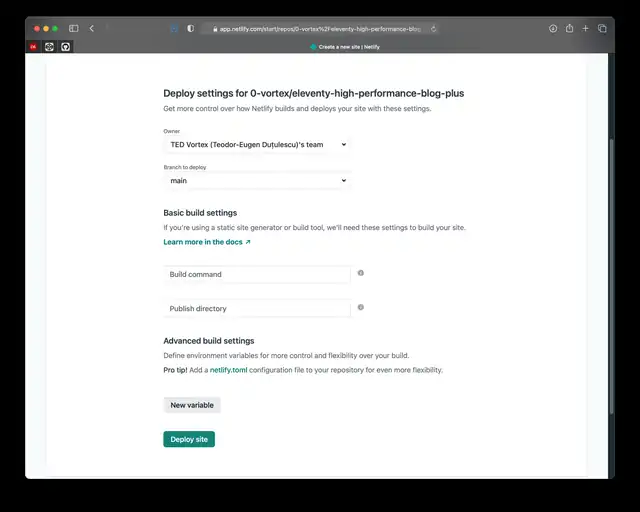 app.netlify.com/start/repos/0-vortex%2Feleventy-high-performance-blog
Create a new site | Netlify
Deploy settings for 0-vortex/eleventy-high-performance-blog-plus
Get more control over how Netlify builds and deploys your site with these settings.
Owner
TED Vortex (Teodor-Eugen Duțulescu)'s team
Branch to deploy
main
Basic build settings
If you're using a static site generator or build tool, we'll need these settings to build your site.
Learn more in the docs ↗
Build command
Publish directory
Advanced build settings
Define environment variables for more control and flexibility over your build.
Pro tip! Add a netlify.toml configuration file to your repository for even more flexibility.
New variable
Deploy site